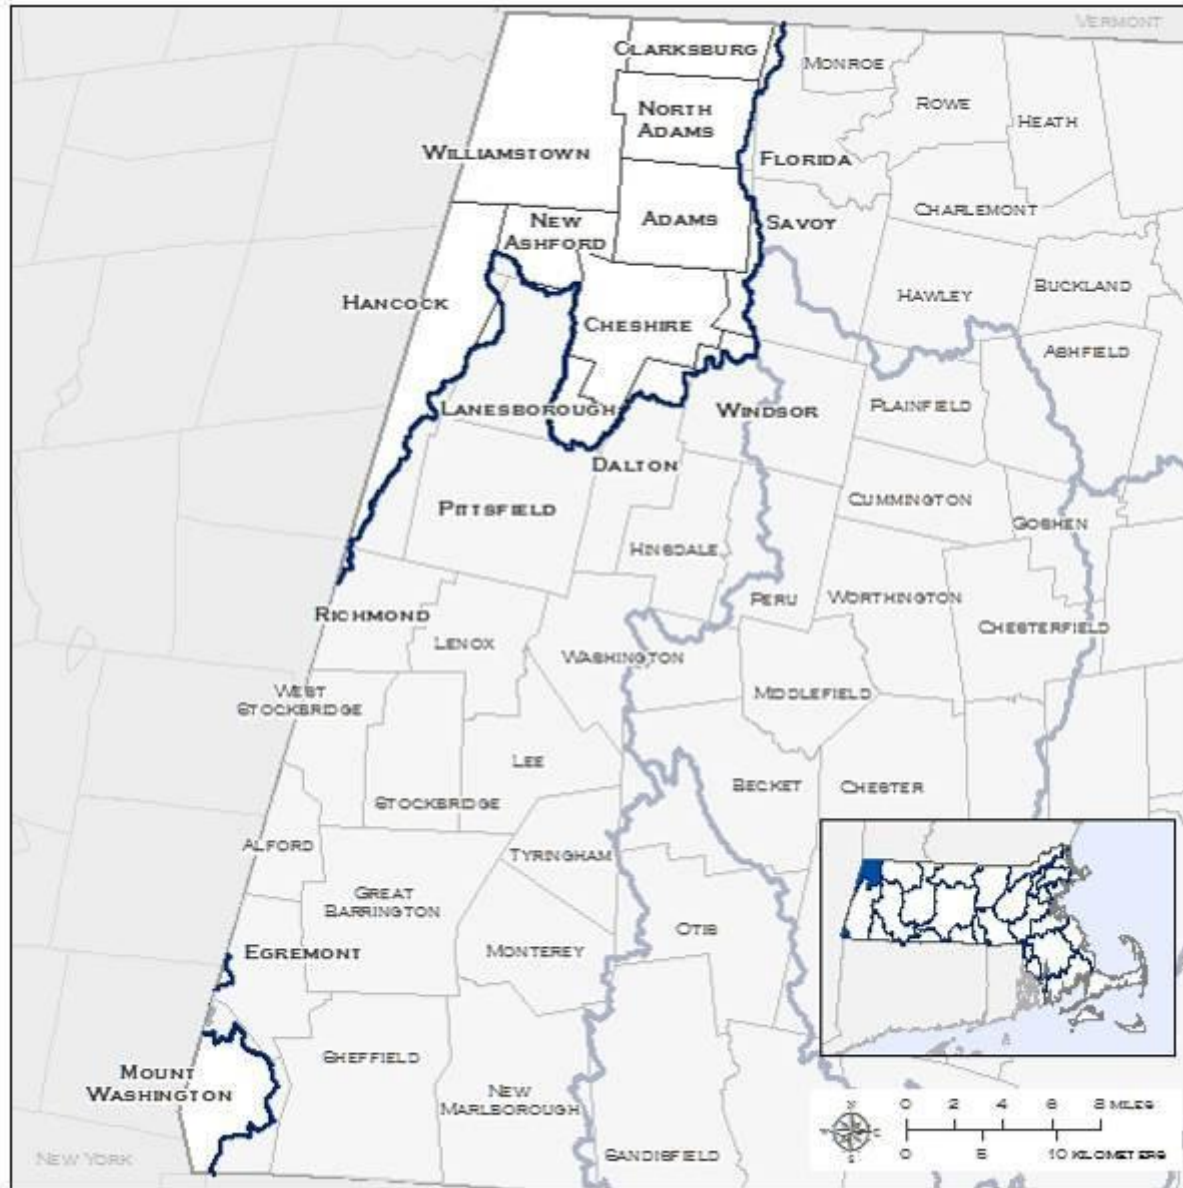 VERMONT
CLARKSBURG
MONROE
NORTH
ADAMS
ROWE
HEATH
WILLIAMSTOWN
FLORIDA
NEW
ASHFORD
ADAMS
SAVOY
CHARLEMONT
HANCOCK
CHESHIRE
HAWLEY
BUCKLAND
ASHFIELD
LANESBOROUGH
WINDSOR
PLAINFIELD
DALTON
PITTSFIELD
CUMMINGTON
GOSHEN
HINSDALE
RICHMOND
PERU
WORTHINGTON
CHESTERFIELD
LENOX
WASHINGTON
WEST
STOCKBRIDGE
MIDDLEFIELD
LEE
STOCKBRIDGE
BECKET
CHESTER
ALFORD
TYRINGHAM
GREAT
BARRINGTON
OTIS
EGREMONT
MONTEREY
MOUNT
WASHINGTON
SHEFFIELD
NEW
MARLBOROUGH
SANDISFIELD
NEW YORK
N
W E
S
0 2 4 6 8 MILES
0 5 10 KILOMETERS